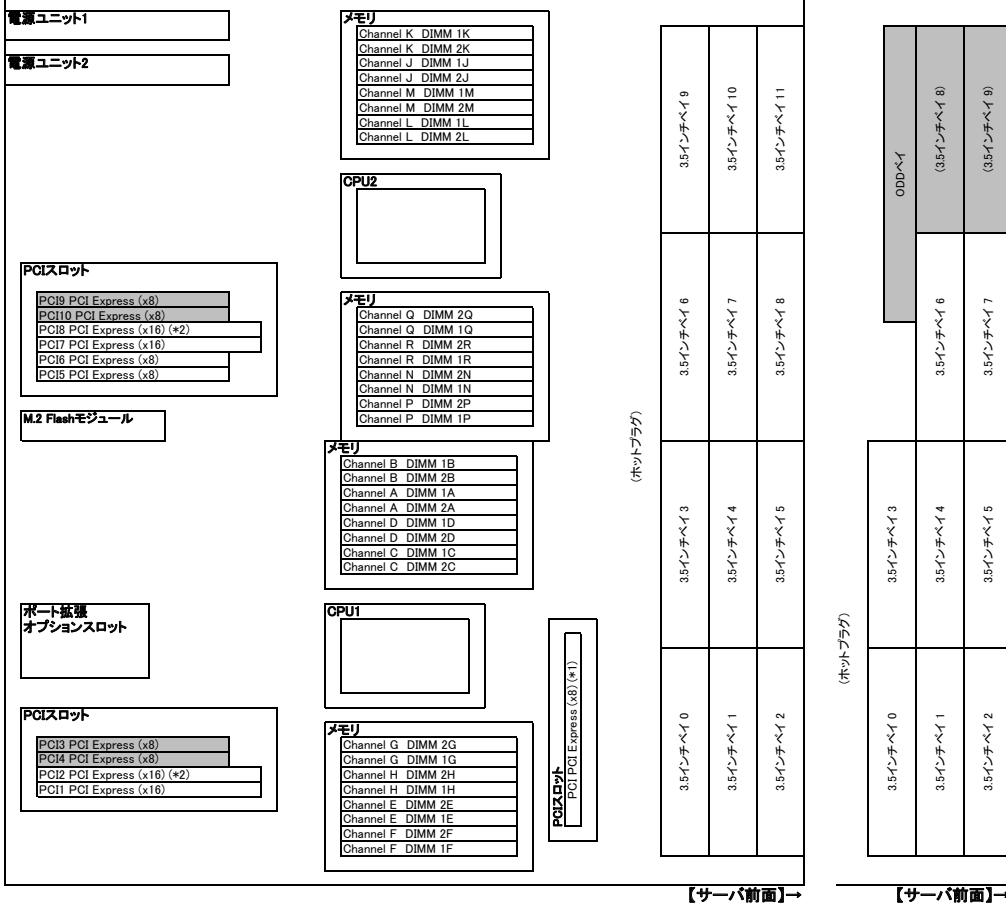 電源ユニット1
電源ユニット2
PCIスロット
PCI9 PCI Express (x8)
PCI10 PCI Express (x8)
PCI8 PCI Express (x16) (*2)
PCI7 PCI Express (x16)
PCI6 PCI Express (x8)
PCI5 PCI Express (x8)
M.2 Flashモジュール
ポート拡張
オプションスロット
PCIスロット
PCI3 PCI Express (x8)
PCI4 PCI Express (x8)
PCI2 PCI Express (x16) (*2)
PCI1 PCI Express (x16)
メモリ
Channel K DIMM 1K
Channel K DIMM 2K
Channel J DIMM 1J
Channel J DIMM 2J
Channel M DIMM 1M
Channel M DIMM 2M
Channel L DIMM 1L
Channel L DIMM 2L
CPU2
メモリ
Channel Q DIMM 2Q
Channel Q DIMM 1Q
Channel R DIMM 2R
Channel R DIMM 1R
Channel N DIMM 2N
Channel N DIMM 1N
Channel P DIMM 2P
Channel P DIMM 1P
メモリ
Channel B DIMM 1B
Channel B DIMM 2B
Channel A DIMM 1A
Channel A DIMM 2A
Channel D DIMM 1D
Channel D DIMM 2D
Channel C DIMM 1C
Channel C DIMM 2C
CPU1
メモリ
Channel G DIMM 2G
Channel G DIMM 1G
Channel H DIMM 2H
Channel H DIMM 1H
Channel E DIMM 2E
Channel E DIMM 1E
Channel F DIMM 2F
Channel F DIMM 1F
PCIスロット
PCI PCI Express (x8) (*1)
(ホットプラグ)
3.5インチベイ 9
3.5インチベイ 10
3.5インチベイ 11
3.5インチベイ 6
3.5インチベイ 7
3.5インチベイ 8
3.5インチベイ 3
3.5インチベイ 4
3.5インチベイ 5
3.5インチベイ 0
3.5インチベイ 1
3.5インチベイ 2
【サーバ前面】→
(ホットプラグ)
ODDベイ
(3.5インチベイ 8)
(3.5インチベイ 9)
3.5インチベイ 6
3.5インチベイ 7
3.5インチベイ 3
3.5インチベイ 4
3.5インチベイ 5
3.5インチベイ 0
3.5インチベイ 1
3.5インチベイ 2
【サーバ前面】→